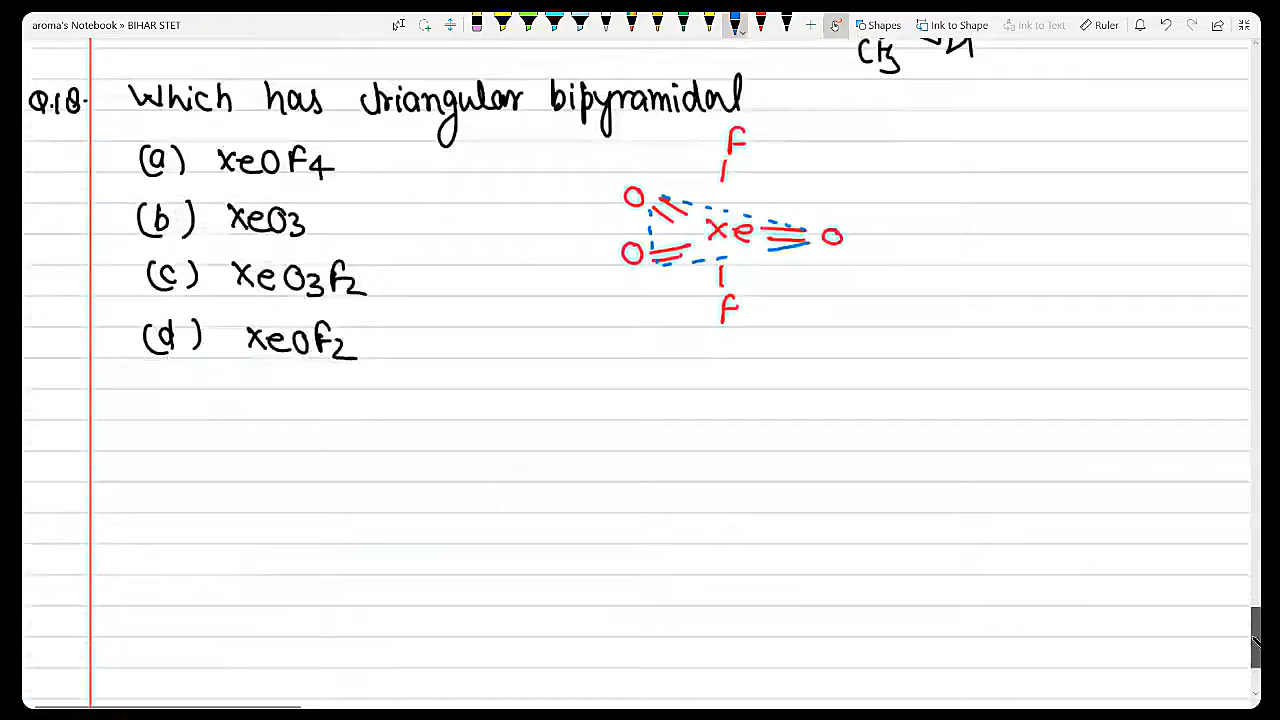 aroma's Notebook » BIHAR STET
Shapes Ink to Shape Ink to Text Ruler
CH3
Q.18. Which has triangular bipyramidal
(a) XeOF4
(b) XeO3
(c) XeO3F2
(d) XeOF2
F
O
Xe O
O
F